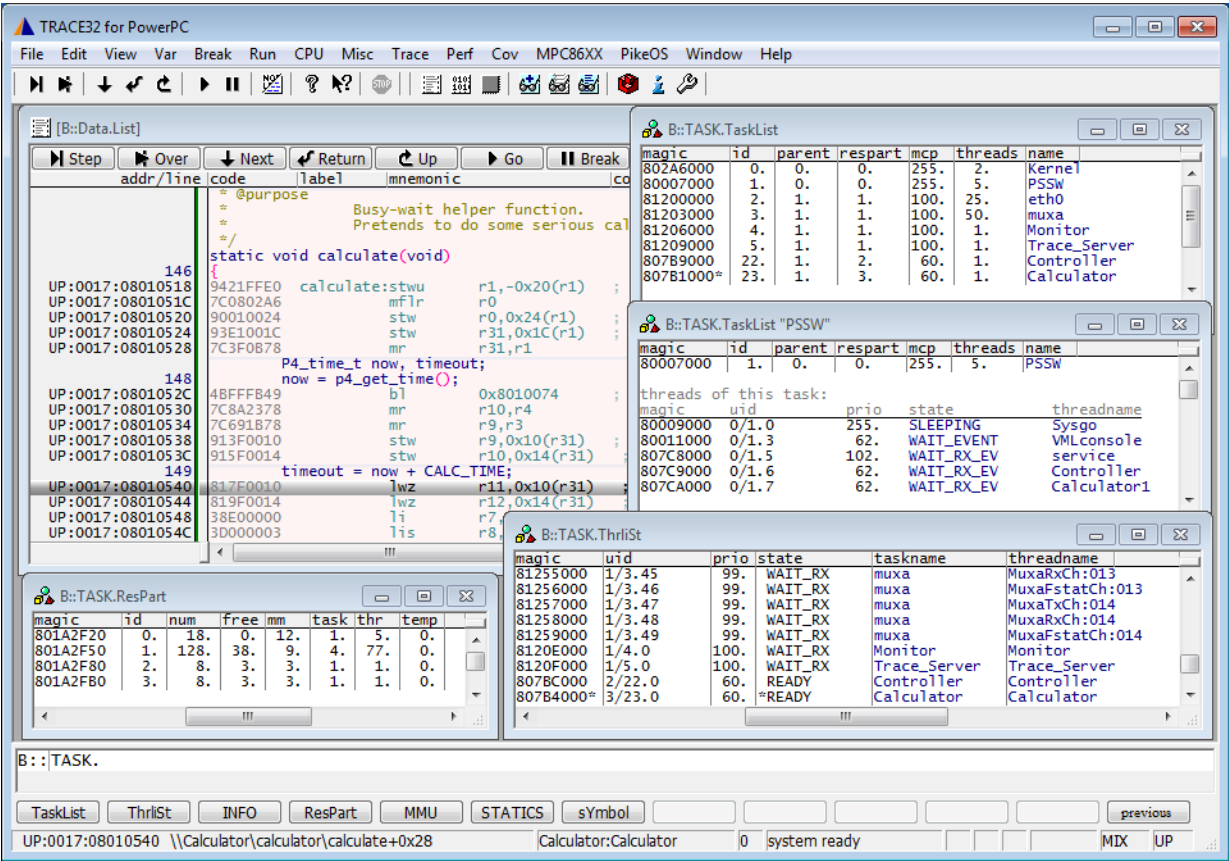 TRACE32 for PowerPC
File Edit View Var Break Run CPU Misc Trace Perf Cov MPC86XX PikeOS Window Help
[B::Data.List]
Step Over Next Return Up Go Break
addr/line code label mnemonic co
* @purpose
* Busy-wait helper function.
* Pretends to do some serious cal
*/
static void calculate(void)
146 {
UP:0017:08010518 9421FFE0 calculate:stwu r1,-0x20(r1) ;
UP:0017:0801051C 7C0802A6 mflr r0
UP:0017:08010520 90010024 stw r0,0x24(r1) ;
UP:0017:08010524 93E1001C stw r31,0x1C(r1) ;
UP:0017:08010528 7C3F0B78 mr r31,r1
P4_time_t now, timeout;
148 now = p4_get_time();
UP:0017:0801052C 4BFFFB49 bl 0x8010074 ;
UP:0017:08010530 7C8A2378 mr r10,r4
UP:0017:08010534 7C691B78 mr r9,r3
UP:0017:08010538 913F0010 stw r9,0x10(r31) ;
UP:0017:0801053C 915F0014 stw r10,0x14(r31) ;
149 timeout = now + CALC_TIME;
UP:0017:08010540 817F0010 lwz r11,0x10(r31) ;
UP:0017:08010544 819F0014 lwz r12,0x14(r31) ;
UP:0017:08010548 38E00000 li r7,
UP:0017:0801054C 3D000003 lis r8,
B::TASK.TaskList
magic id parent respart mcp threads name
802A6000 0. 0. 0. 255. 2. Kernel
80007000 1. 0. 0. 255. 5. PSSW
81200000 2. 1. 1. 100. 25. eth0
81203000 3. 1. 1. 100. 50. muxa
81206000 4. 1. 1. 100. 1. Monitor
81209000 5. 1. 1. 100. 1. Trace_Server
807B9000 22. 1. 2. 60. 1. Controller
807B1000* 23. 1. 3. 60. 1. Calculator
B::TASK.TaskList "PSSW"
magic id parent respart mcp threads name
80007000 1. 0. 0. 255. 5. PSSW
threads of this task:
magic uid prio state threadname
80009000 0/1.0 255. SLEEPING Sysgo
80011000 0/1.3 62. WAIT_EVENT VMLconsole
807C8000 0/1.5 102. WAIT_RX_EV service
807C9000 0/1.6 62. WAIT_RX_EV Controller
807CA000 0/1.7 62. WAIT_RX_EV Calculator1
B::TASK.ThrliSt
magic uid prio state taskname threadname
81255000 1/3.45 99. WAIT_RX muxa MuxaRxCh:013
81256000 1/3.46 99. WAIT_RX muxa MuxaFstatCh:013
81257000 1/3.47 99. WAIT_RX muxa MuxaTxCh:014
81258000 1/3.48 99. WAIT_RX muxa MuxaRxCh:014
81259000 1/3.49 99. WAIT_RX muxa MuxaFstatCh:014
8120E000 1/4.0 100. WAIT_RX Monitor Monitor
8120F000 1/5.0 100. WAIT_RX Trace_Server Trace_Server
807BC000 2/22.0 60. READY Controller Controller
807B4000* 3/23.0 60. *READY Calculator Calculator
B::TASK.ResPart
magic id num free mm task thr temp
801A2F20 0. 18. 0. 12. 1. 5. 0.
801A2F50 1. 128. 38. 9. 4. 77. 0.
801A2F80 2. 8. 3. 3. 1. 1. 0.
801A2FB0 3. 8. 3. 3. 1. 1. 0.
B::TASK.
TaskList ThrliSt INFO ResPart MMU STATICS sYmbol previous
UP:0017:08010540 \\Calculator\calculator\calculate+0x28 Calculator:Calculator 0 system ready MIX UP